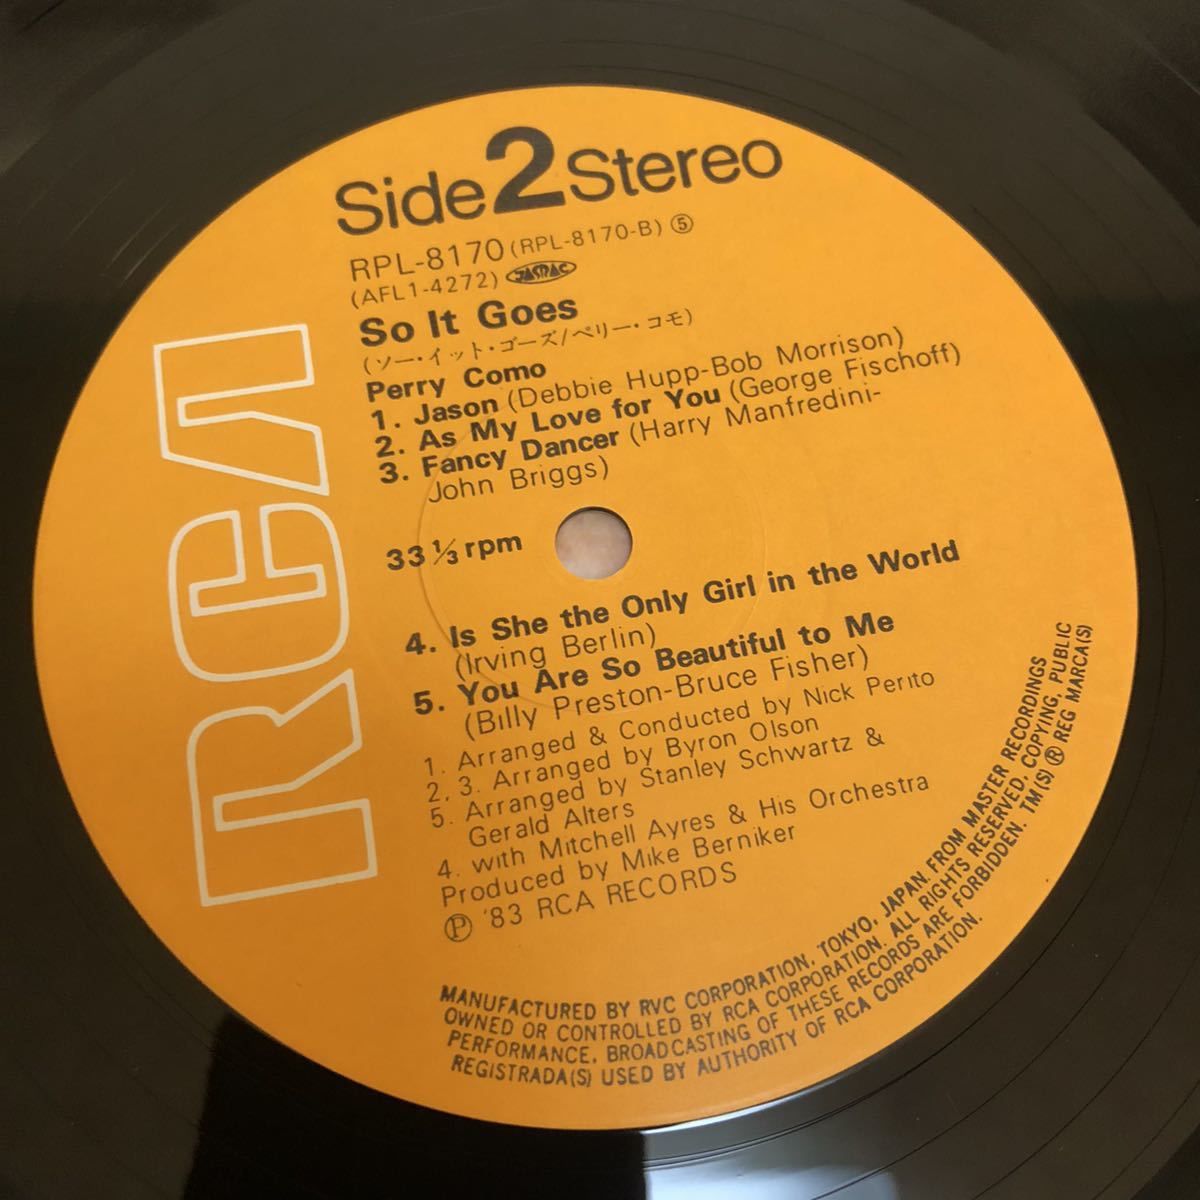 Side 2 Stereo
RPL-8170 (RPL-8170-B) ⑤
(AFL1-4272) JASRAC
So It Goes
(ソー・イット・ゴーズ/ペリー・コモ)
Perry Como
1. Jason (Debbie Hupp-Bob Morrison)
2. As My Love for You (George Fischoff)
3. Fancy Dancer (Harry Manfredini-
John Briggs)
33 1/3 rpm
4. Is She the Only Girl in the World
(Irving Berlin)
5. You Are So Beautiful to Me
(Billy Preston-Bruce Fisher)
1. Arranged & Conducted by Nick Perito
2, 3. Arranged by Byron Olson
5. Arranged by Stanley Schwartz &
Gerald Alters
4. with Mitchell Ayres & His Orchestra
Produced by Mike Berniker
Ⓟ '83 RCA RECORDS
RCA
MANUFACTURED BY RVC CORPORATION, TOKYO, JAPAN. FROM MASTER RECORDINGS
OWNED OR CONTROLLED BY RCA CORPORATION. ALL RIGHTS RESERVED, COPYING, PUBLIC
PERFORMANCE, BROADCASTING OF THESE RECORDS ARE FORBIDDEN. TM(S) ® REG MARCA(S)
REGISTRADA(S) USED BY AUTHORITY OF RCA CORPORATION.